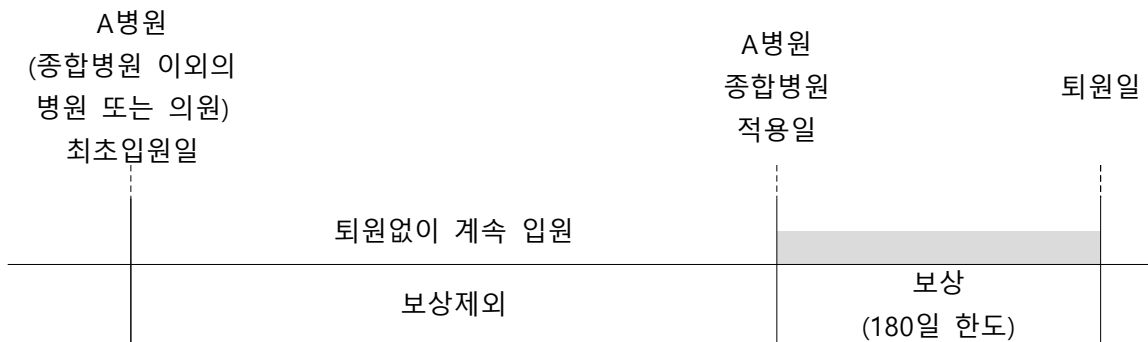 A병원
(종합병원 이외의
병원 또는 의원)
최초입원일
A병원
종합병원
적용일
퇴원일
퇴원없이 계속 입원
보상제외
보상
(180일 한도)